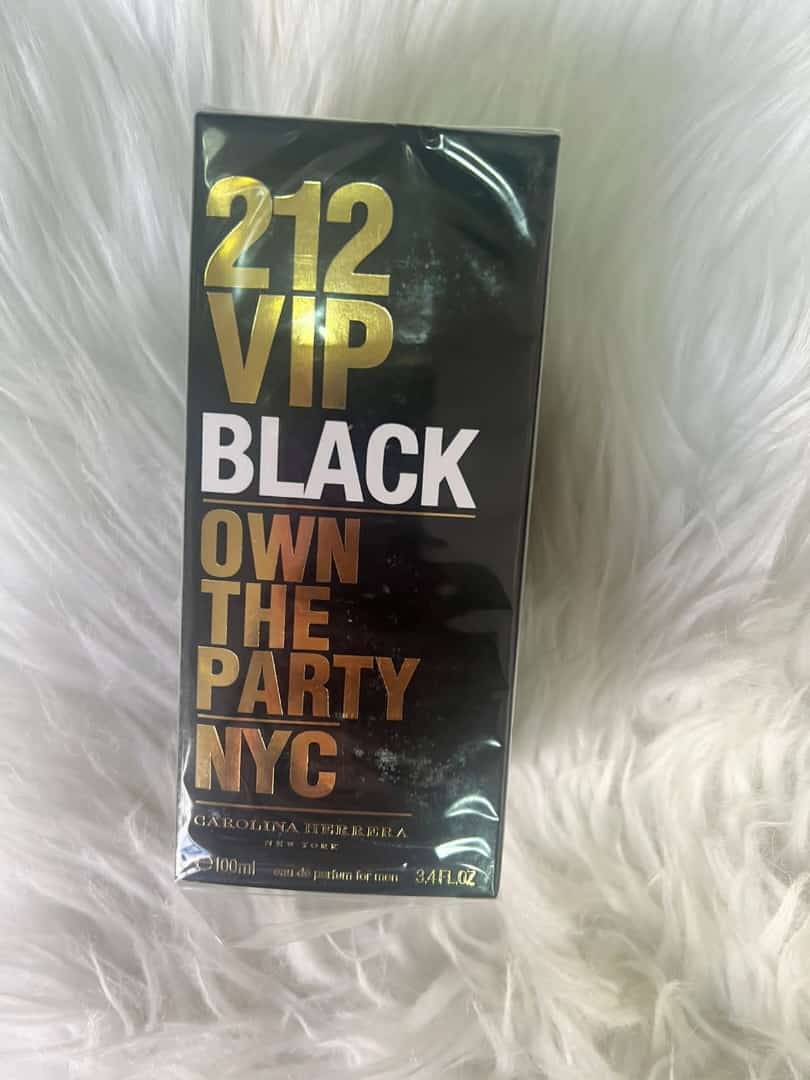 212
VIP
BLACK
OWN
THE
PARTY
NYC
CAROLINA HERRERA
NEW YORK
℮100ml eau de parfum for men 3.4 FL.OZ